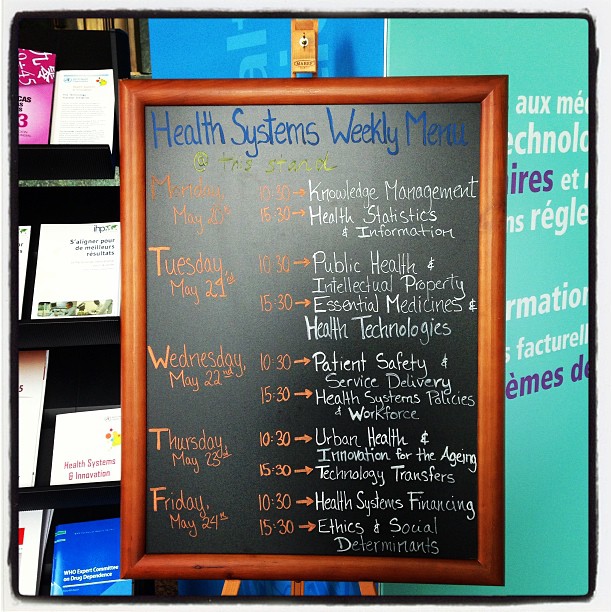 Health Systems Weekly Menu
@ this stand
Monday,
May 20th
10:30 → Knowledge Management
15:30 → Health Statistics
& Information
Tuesday,
May 21st
10:30 → Public Health &
Intellectual Property
15:30 → Essential Medicines &
Health Technologies
Wednesday,
May 22nd
10:30 → Patient Safety &
Service Delivery
15:30 → Health Systems Policies
& Workforce
Thursday,
May 23rd
10:30 → Urban Health &
Innovation for the Ageing
15:30 → Technology Transfers
Friday,
May 24th
10:30 → Health Systems Financing
15:30 → Ethics & Social
Determinants
ihp+
S'aligner pour
de meilleurs
résultats
Health Systems
& Innovation
WHO Expert Committee
on Drug Dependence
aux mé
echnolo
ires et
ns régle
rmation
s facturel
èmes de